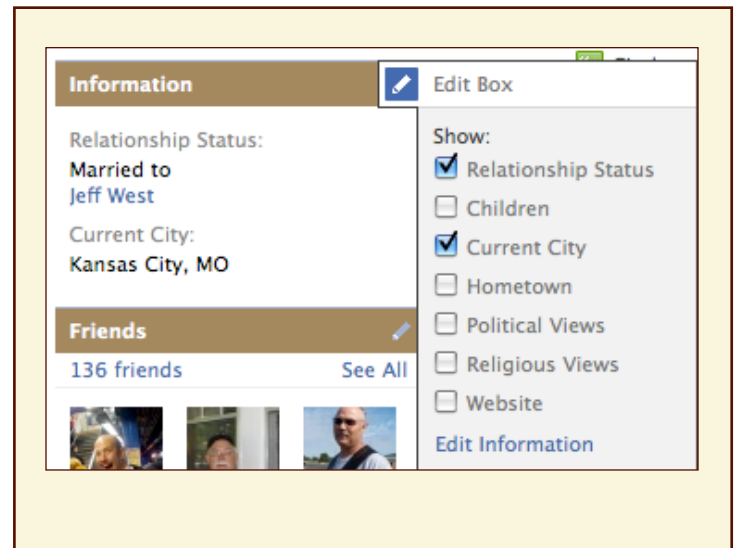 Information
Relationship Status:
Married to
Jeff West
Current City:
Kansas City, MO
Friends
136 friends
See All
Edit Box
Show:
Relationship Status
Children
Current City
Hometown
Political Views
Religious Views
Website
Edit Information